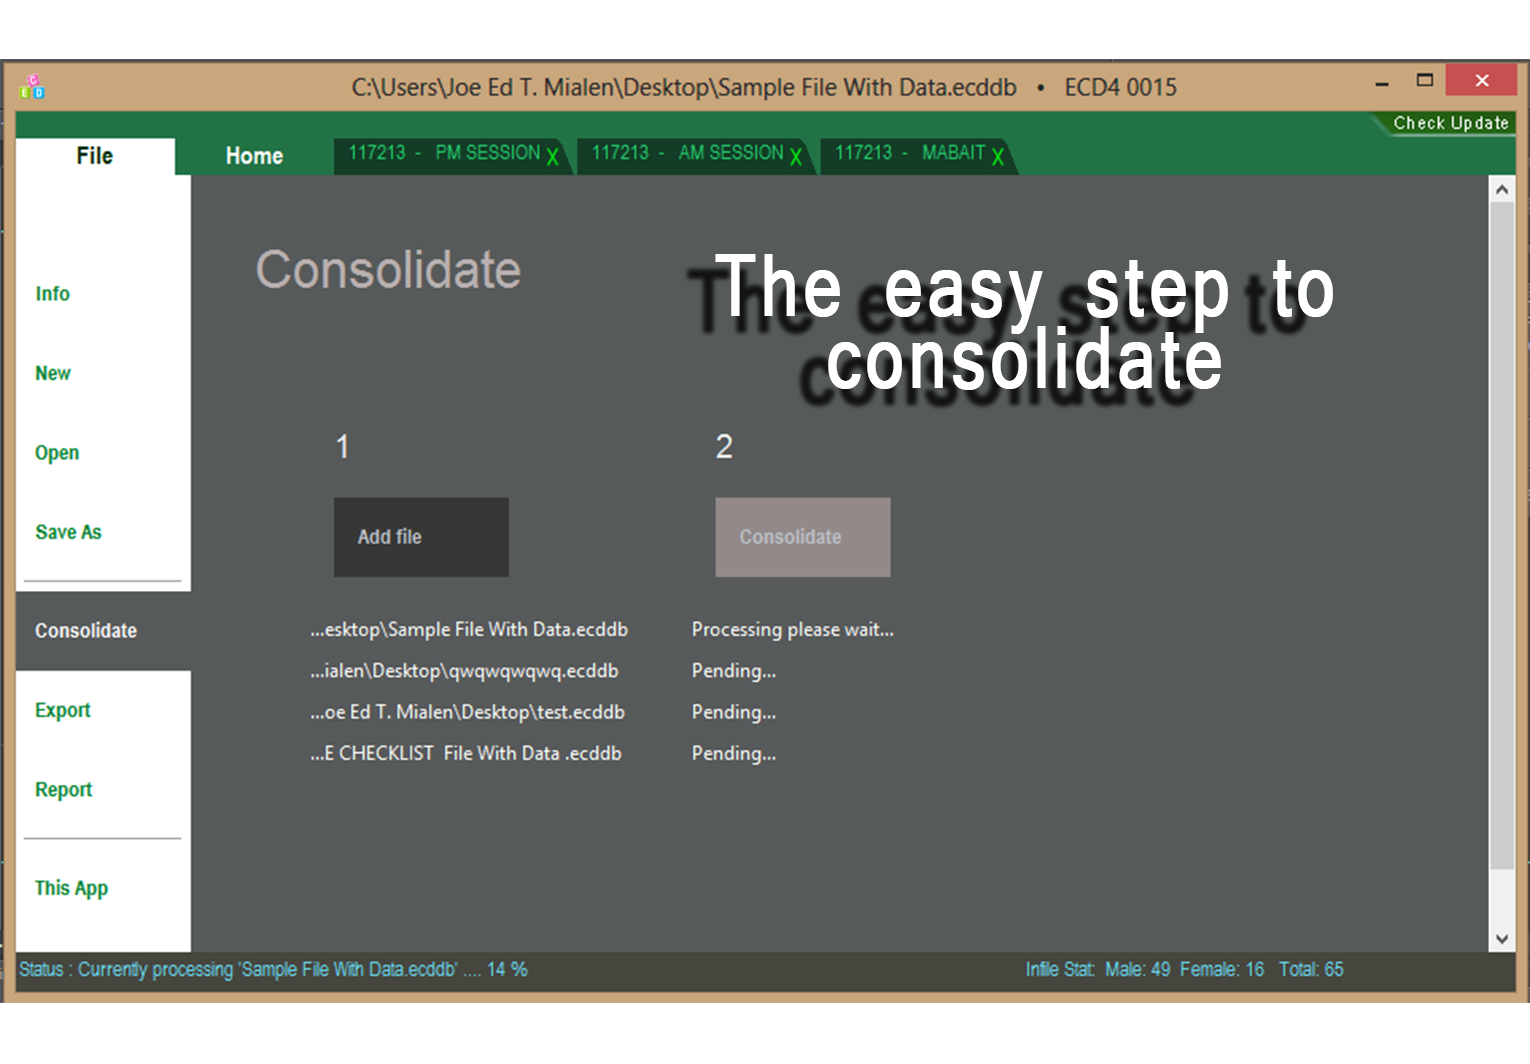 C:\Users\Joe Ed T. Mialen\Desktop\Sample File With Data.ecddb • ECD4 0015
C
E D
Check Update
File
Home
117213 - PM SESSION X
117213 - AM SESSION X
117213 - MABAIT X
Info
New
Open
Save As
Consolidate
Export
Report
This App
Consolidate
The easy step to
consolidate
1
2
Add file
Consolidate
...esktop\Sample File With Data.ecddb Processing please wait...
...ialen\Desktop\qwqwqwqwq.ecddb Pending...
...oe Ed T. Mialen\Desktop\test.ecddb Pending...
...E CHECKLIST File With Data .ecddb Pending...
Status : Currently processing 'Sample File With Data.ecddb' .... 14 %
Infile Stat: Male: 49 Female: 16 Total: 65